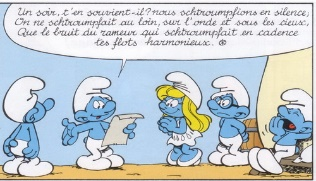 Un soir, t'en souvient-il? nous schtroumpfions en silence,
On ne schtroumpfait au loin, sur l'onde et sous les cieux,
Que le bruit du rameur qui schtroumpfait en cadence
les flots harmonieux. ®